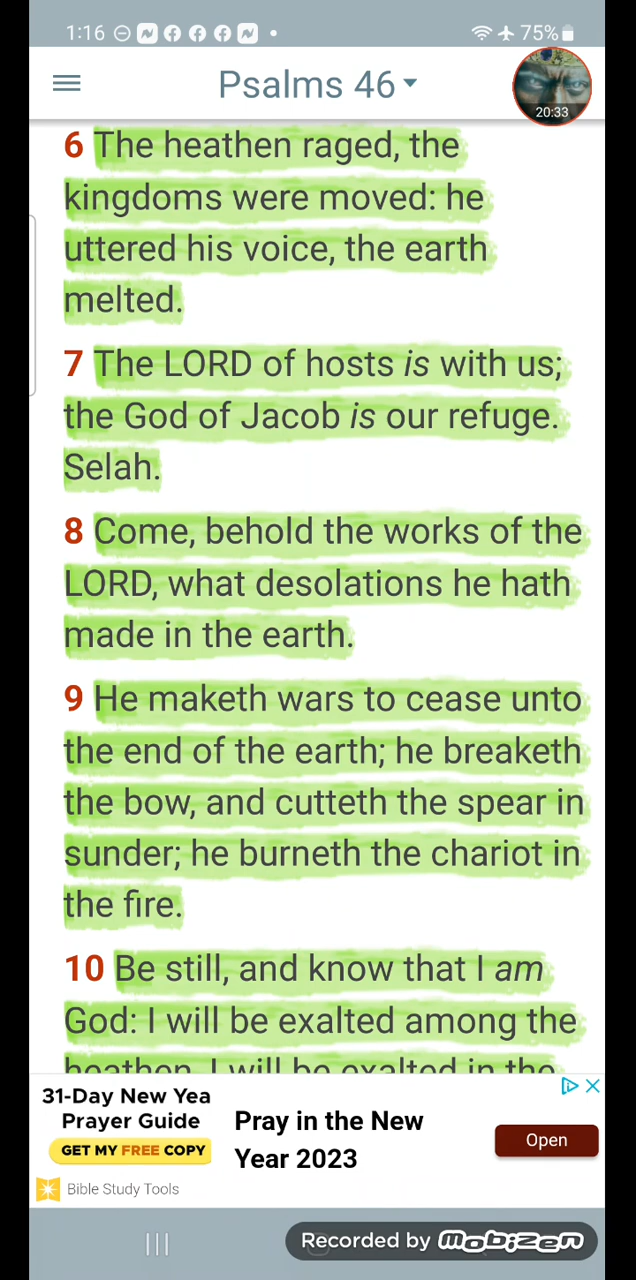 1:16
75%
Psalms 46
20:33
6 The heathen raged, the
kingdoms were moved: he
uttered his voice, the earth
melted.
7 The LORD of hosts is with us;
the God of Jacob is our refuge.
Selah.
8 Come, behold the works of the
LORD, what desolations he hath
made in the earth.
9 He maketh wars to cease unto
the end of the earth; he breaketh
the bow, and cutteth the spear in
sunder; he burneth the chariot in
the fire.
10 Be still, and know that I am
God: I will be exalted among the
heathen, I will be exalted in the
31-Day New Yea
Prayer Guide
GET MY FREE COPY
Pray in the New
Year 2023
Open
Bible Study Tools
Recorded by mobizen